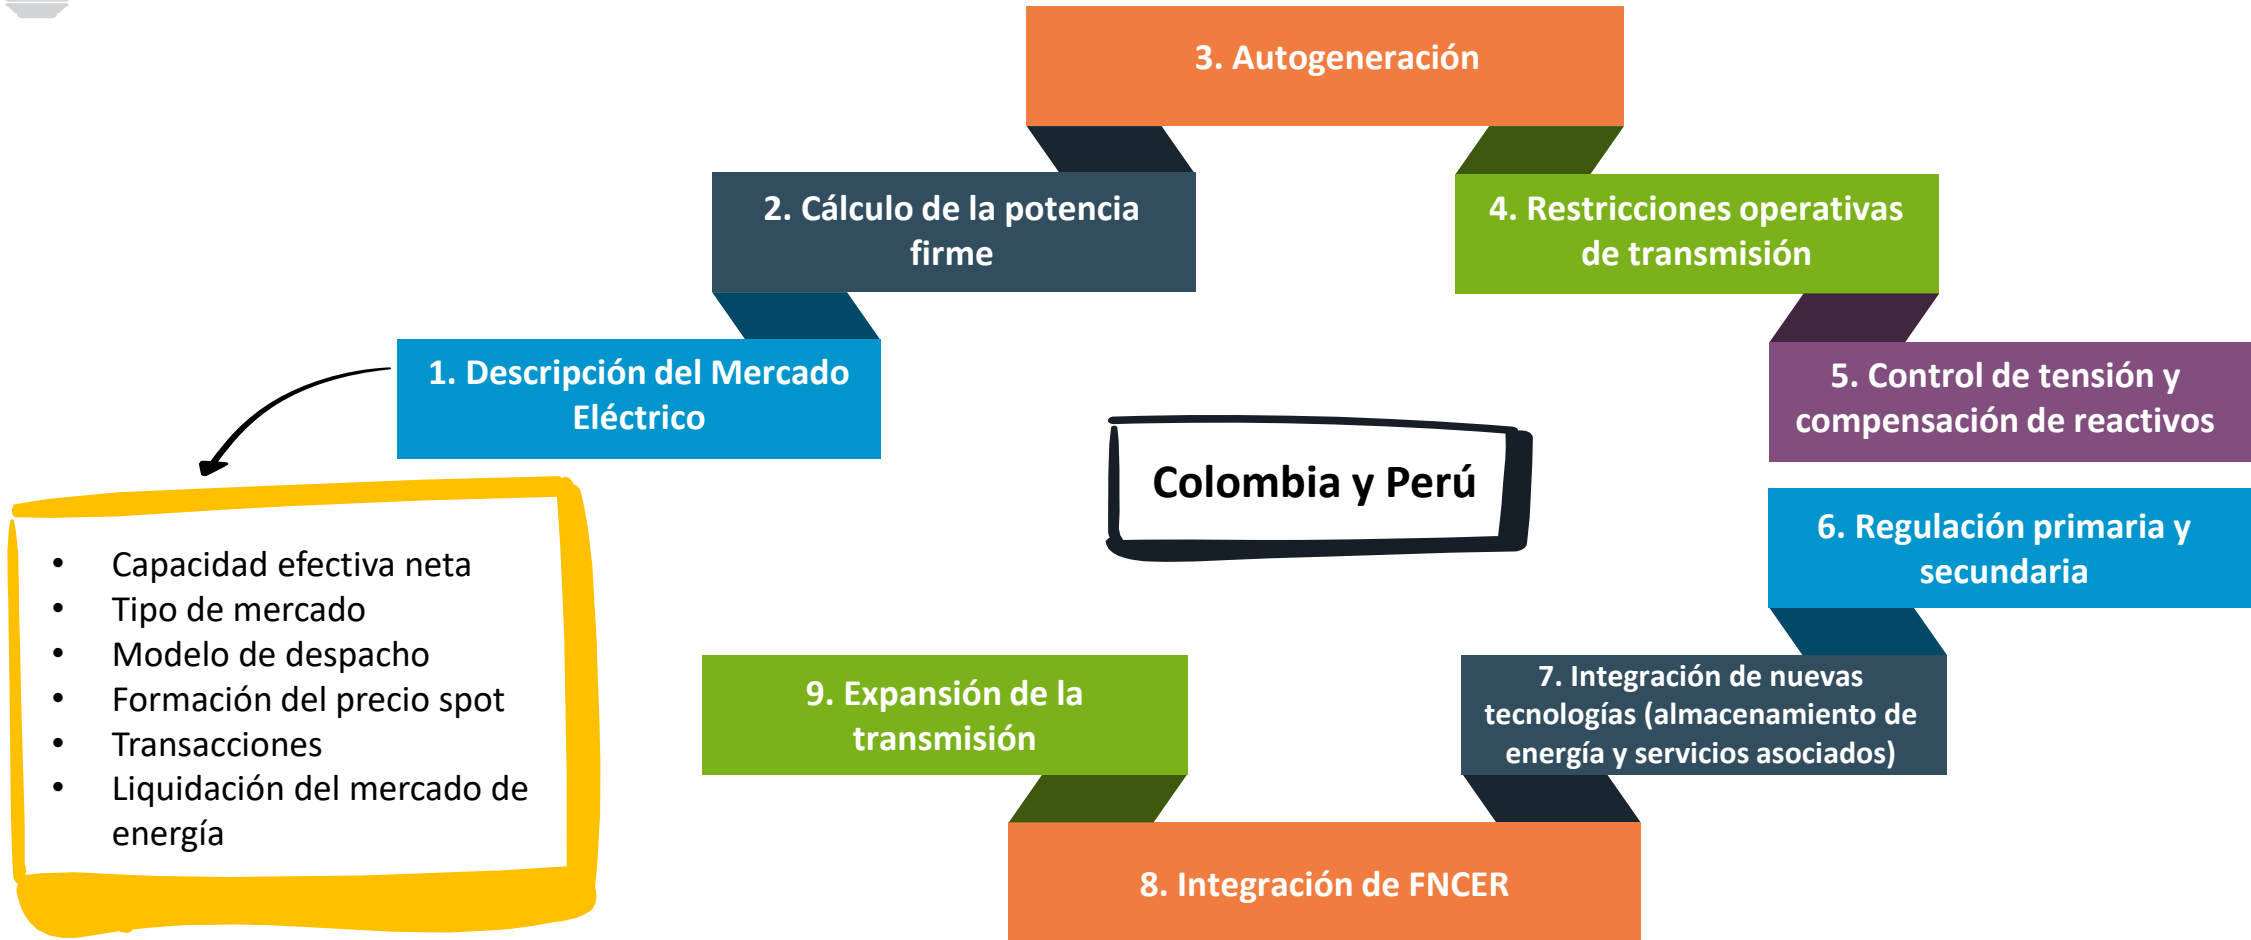 3. Autogeneración
2. Cálculo de la potencia
firme
4. Restricciones operativas
de transmisión
1. Descripción del Mercado
Eléctrico
5. Control de tensión y
compensación de reactivos
Colombia y Perú
6. Regulación primaria y
secundaria
• Capacidad efectiva neta
• Tipo de mercado
• Modelo de despacho
• Formación del precio spot
• Transacciones
• Liquidación del mercado de
energía
7. Integración de nuevas
tecnologías (almacenamiento de
energía y servicios asociados)
9. Expansión de la
transmisión
8. Integración de FNCER